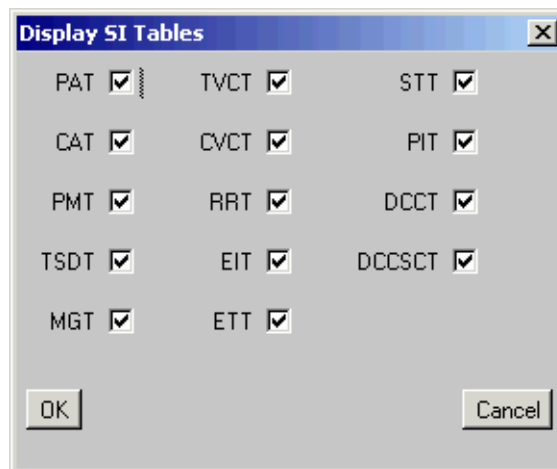 Display SI Tables
PAT TVCT STT
CAT CVCT PIT
PMT RRT DCCT
TSDT EIT DCCSCT
MGT ETT
OK Cancel